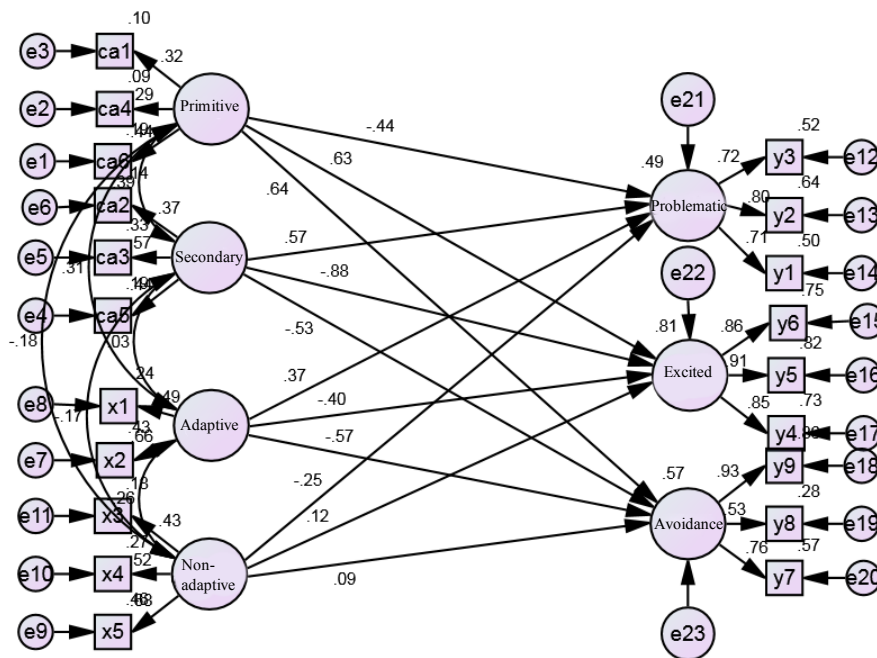 .10
e3 ca1 .32
.09
e2 ca4 .29
Primitive
e1 ca6 .44
.14
e6 ca2 .37
.33
e5 ca3 .57
Secondary
.31
e4 ca5
-.18
.03
.24
e8 x1 .49
Adaptive
-.17
.43
e7 x2 .66
.18
e11 x3 .43
.26
.27
e10 x4 .52
Non-
adaptive
e9 x5
-.44
.63
.64
.57
-.88
-.53
.37
-.40
-.57
-.25
.12
.09
e21
.49
Problematic
.72 y3 .52 e12
.80 y2 .64 e13
.71 y1 .50 e14
e22
.81
Excited
.86 y6 .75 e15
.91 y5 .82 e16
.85 y4 .73 e17
.57
Avoidance
.93 y9 e18
.53 y8 .28 e19
.76 y7 .57 e20
e23